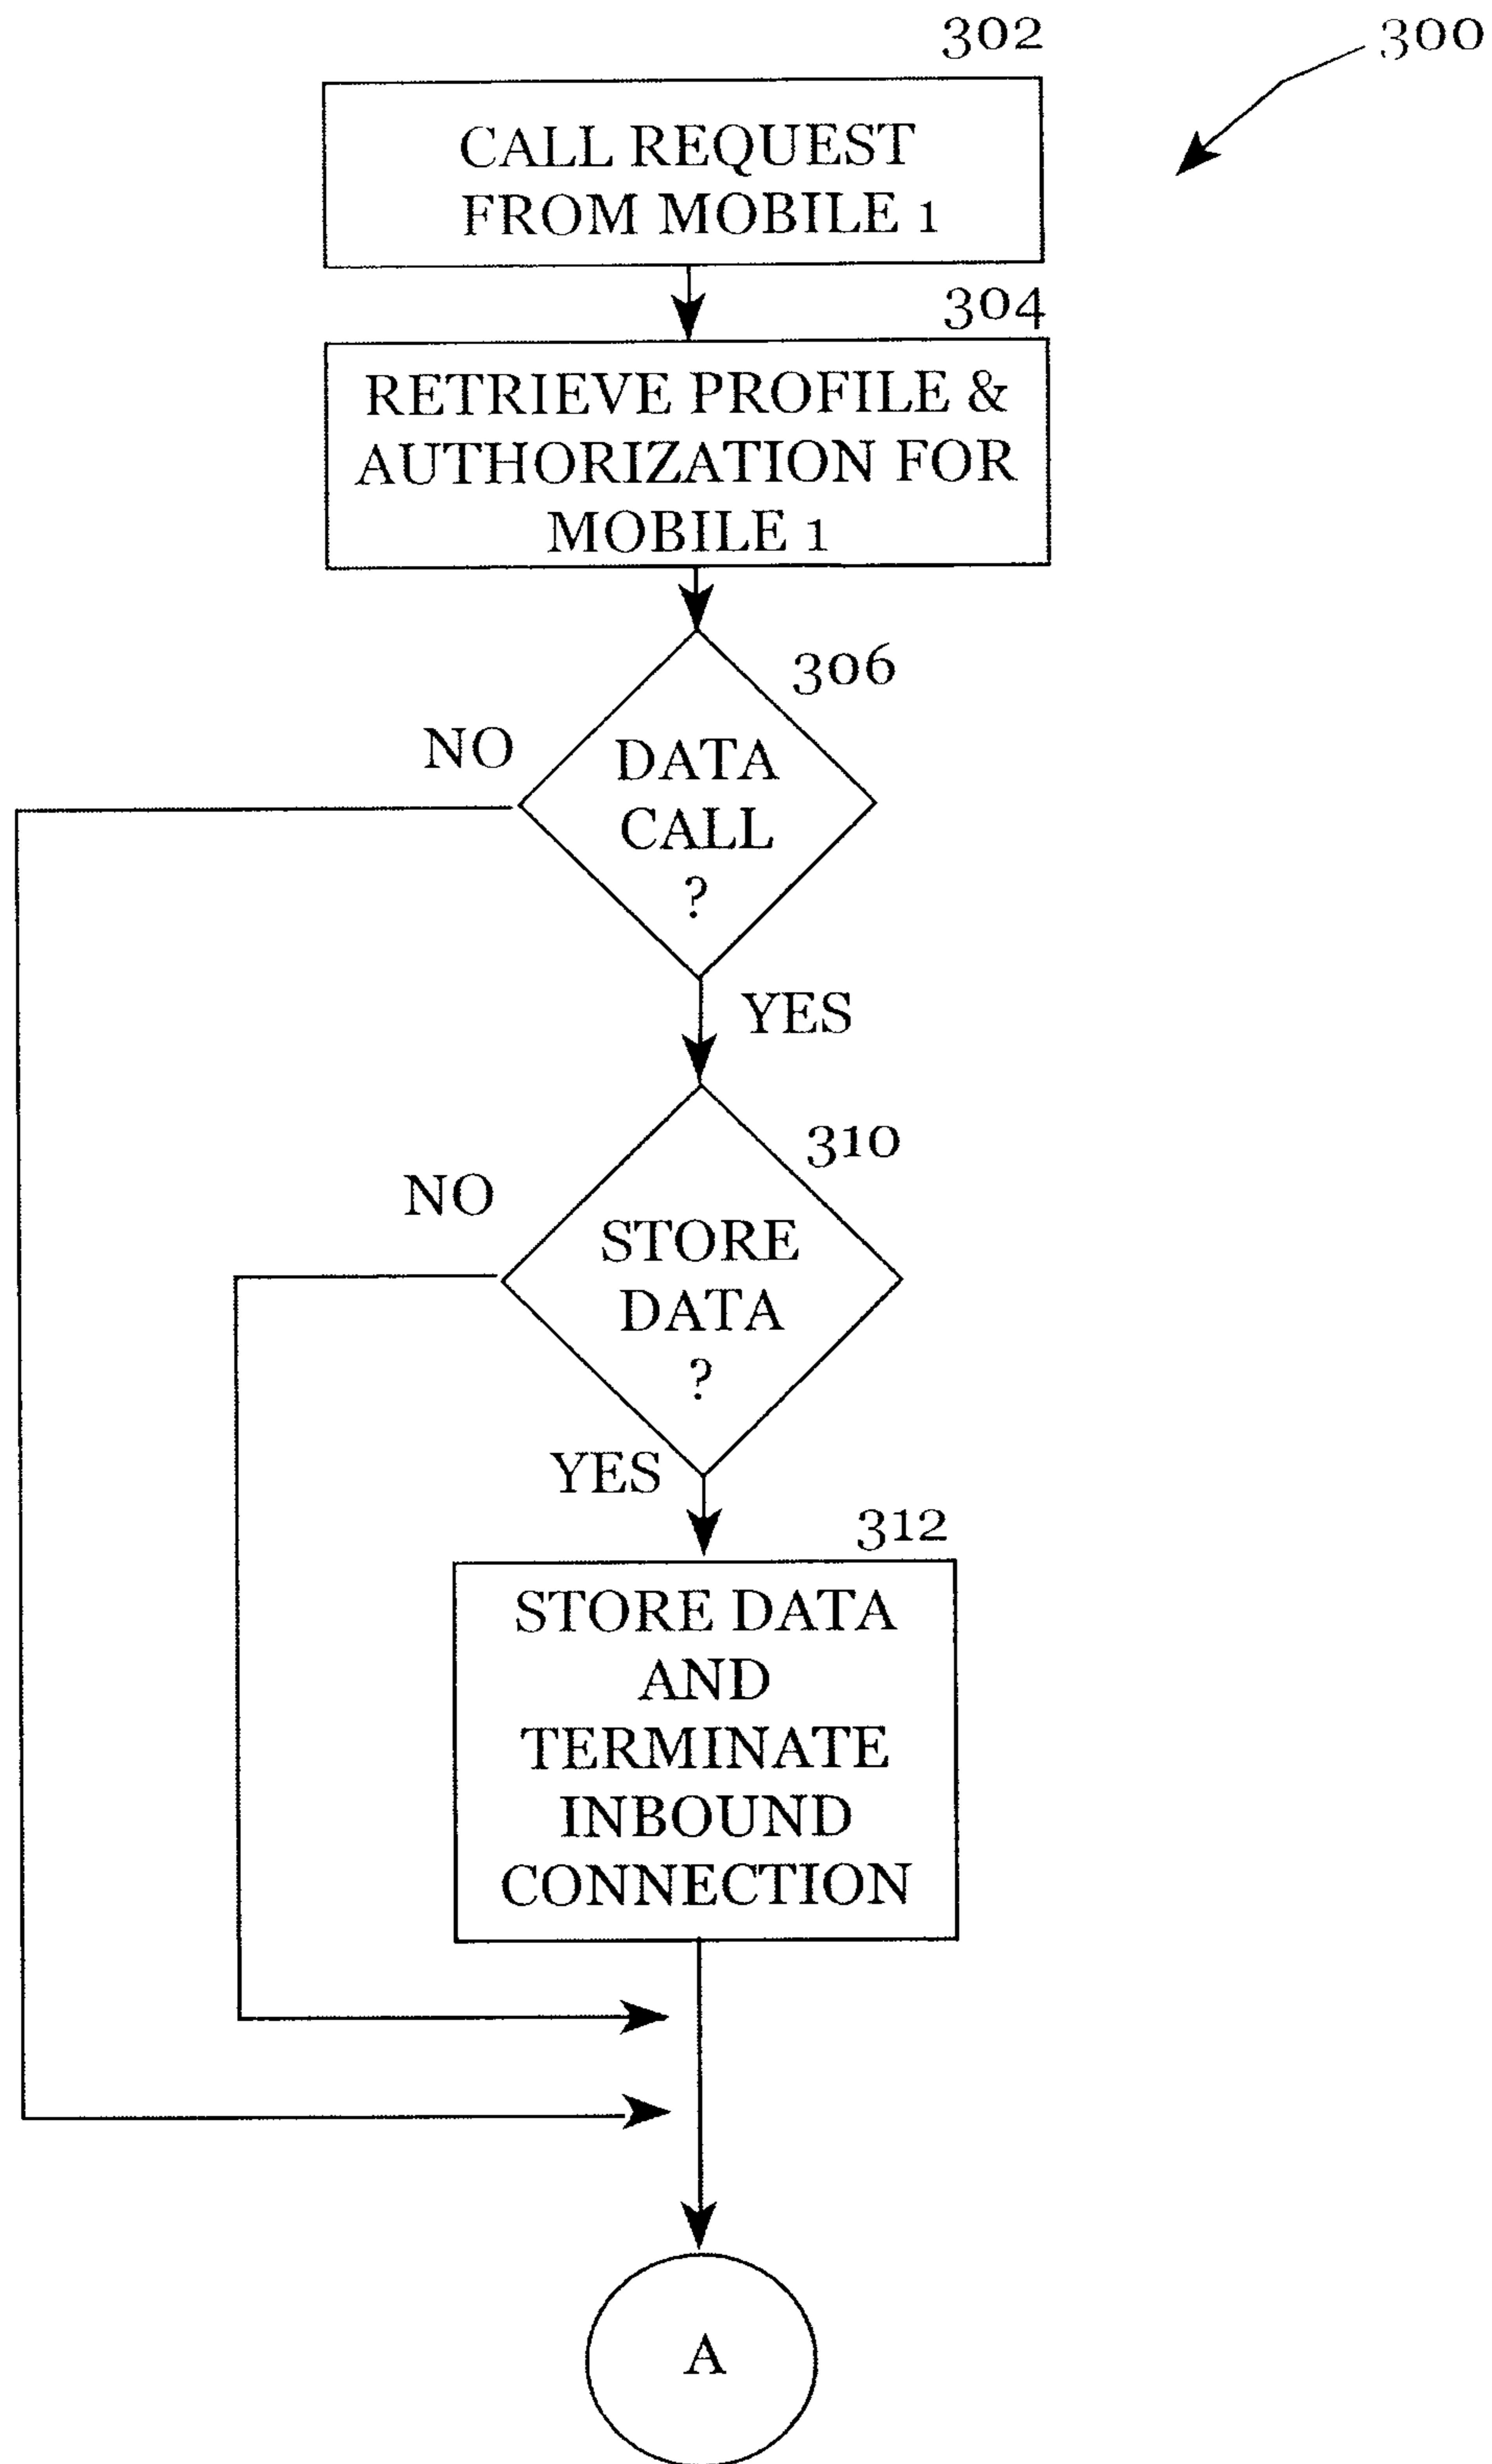 302
300
CALL REQUEST
FROM MOBILE 1
304
RETRIEVE PROFILE &
AUTHORIZATION FOR
MOBILE 1
306
NO
DATA
CALL
?
YES
310
NO
STORE
DATA
?
YES
312
STORE DATA
AND
TERMINATE
INBOUND
CONNECTION
A